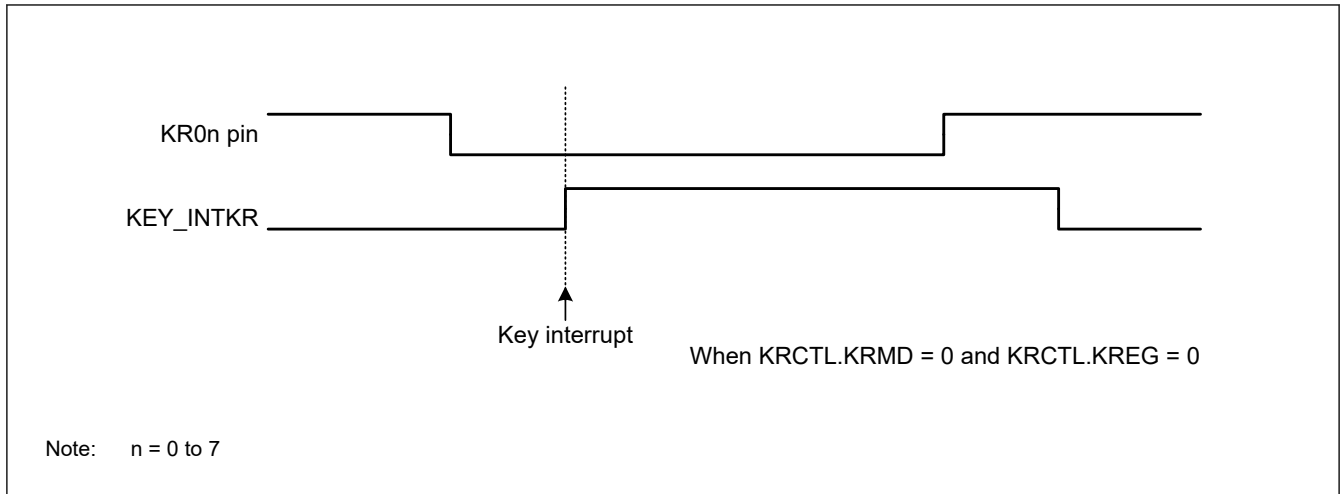 KR0n pin
KEY_INTKR
Key interrupt
When KRCTL.KRMD = 0 and KRCTL.KREG = 0
Note: n = 0 to 7